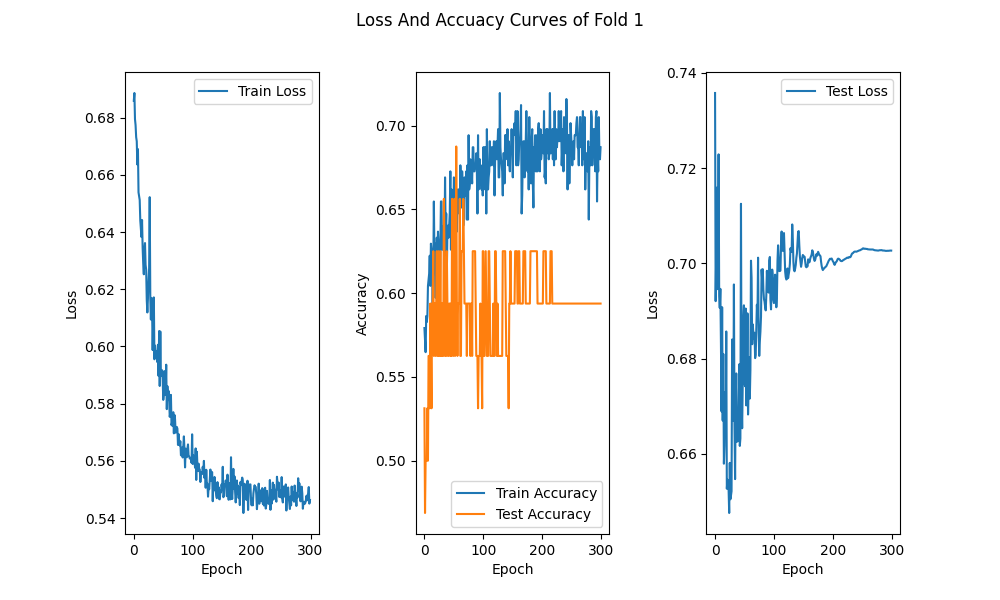 Loss And Accuacy Curves of Fold 1
Train Loss
0.68
0.66
0.64
0.62
0.60
0.58
0.56
0.54
Loss
0 100 200 300
Epoch
0.70
0.65
0.60
0.55
0.50
Accuracy
Train Accuracy
Test Accuracy
0 100 200 300
Epoch
Test Loss
0.74
0.72
0.70
0.68
0.66
Loss
0 100 200 300
Epoch